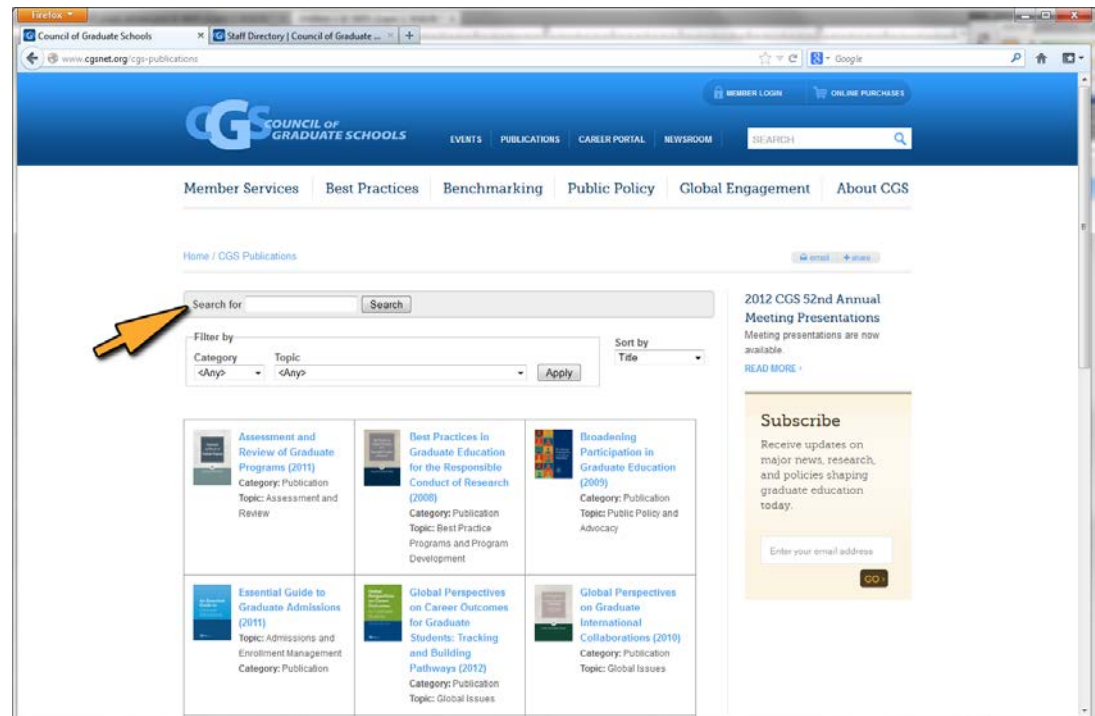 Firefox
Council of Graduate Schools
Staff Directory | Council of Graduate ...
www.cgsnet.org/cgs-publications
Google
MEMBER LOGIN
ONLINE PURCHASES
CGS COUNCIL OF
GRADUATE SCHOOLS
EVENTS
PUBLICATIONS
CAREER PORTAL
NEWSROOM
SEARCH
Member Services
Best Practices
Benchmarking
Public Policy
Global Engagement
About CGS
Home / CGS Publications
email
share
Search for
Search
Filter by
Category
Topic
<Any>
<Any>
Apply
Sort by
Title
Assessment and
Review of Graduate
Programs (2011)
Category: Publication
Topic: Assessment and
Review
Best Practices in
Graduate Education
for the Responsible
Conduct of Research
(2008)
Category: Publication
Topic: Best Practice
Programs and Program
Development
Broadening
Participation in
Graduate Education
(2009)
Category: Publication
Topic: Public Policy and
Advocacy
Essential Guide to
Graduate Admissions
(2011)
Topic: Admissions and
Enrollment Management
Category: Publication
Global Perspectives
on Career Outcomes
for Graduate
Students: Tracking
and Building
Pathways (2012)
Category: Publication
Topic: Global Issues
Global Perspectives
on Graduate
International
Collaborations (2010)
Category: Publication
Topic: Global Issues
2012 CGS 52nd Annual
Meeting Presentations
Meeting presentations are now
available.
READ MORE ›
Subscribe
Receive updates on
major news, research,
and policies shaping
graduate education
today.
Enter your email address
GO ›